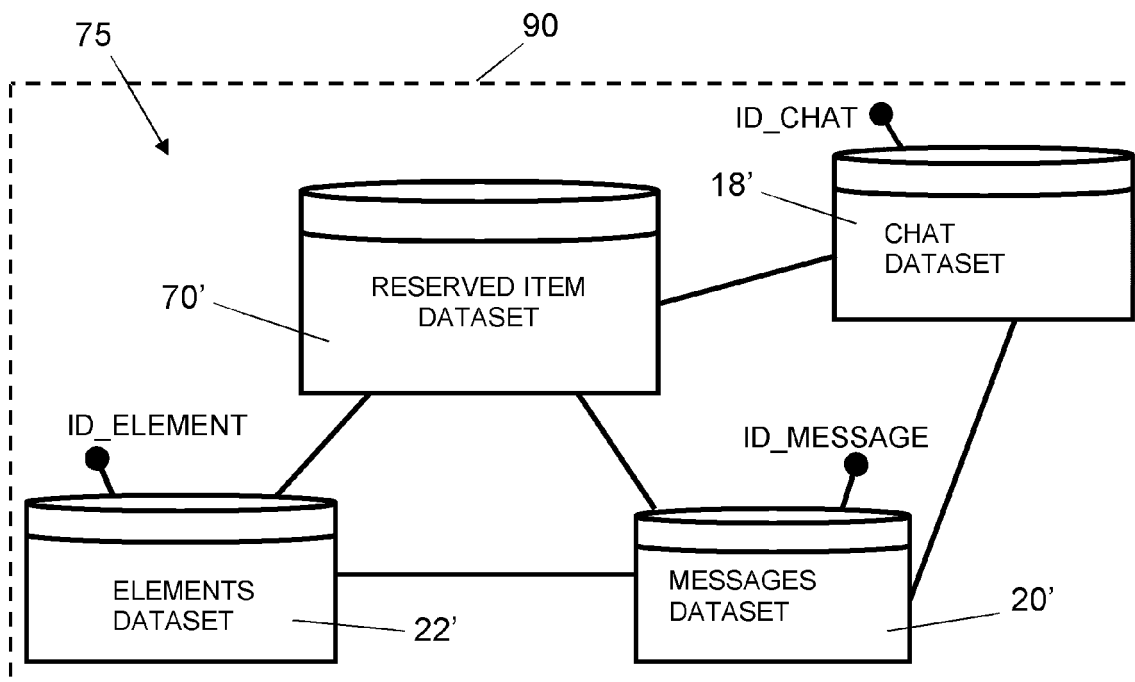 75
90
ID_CHAT
18’
CHAT
DATASET
RESERVED ITEM
DATASET
70’
ID_ELEMENT
ID_MESSAGE
ELEMENTS
DATASET
22’
MESSAGES
DATASET
20’